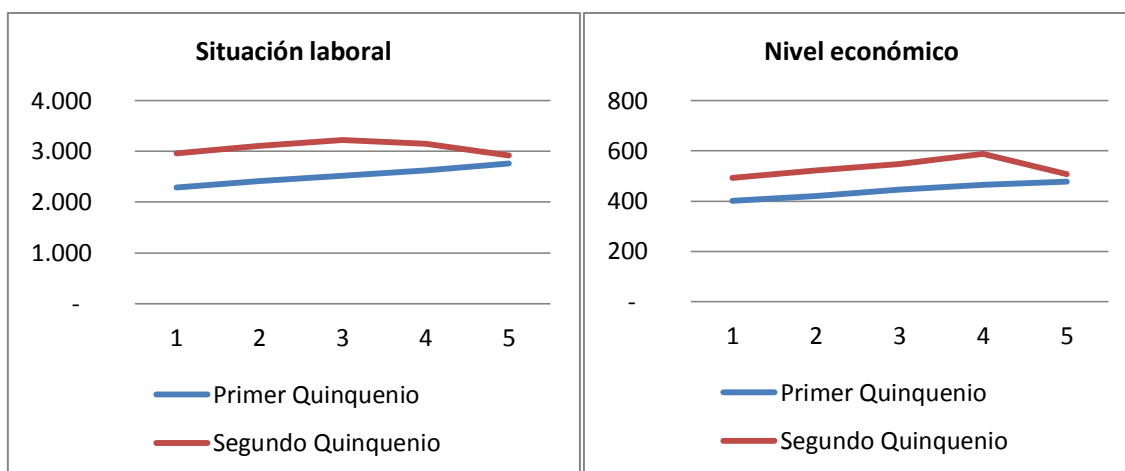 Situación laboral
4.000
3.000
2.000
1.000
-
1 2 3 4 5
Primer Quinquenio
Segundo Quinquenio
Nivel económico
800
600
400
200
-
1 2 3 4 5
Primer Quinquenio
Segundo Quinquenio